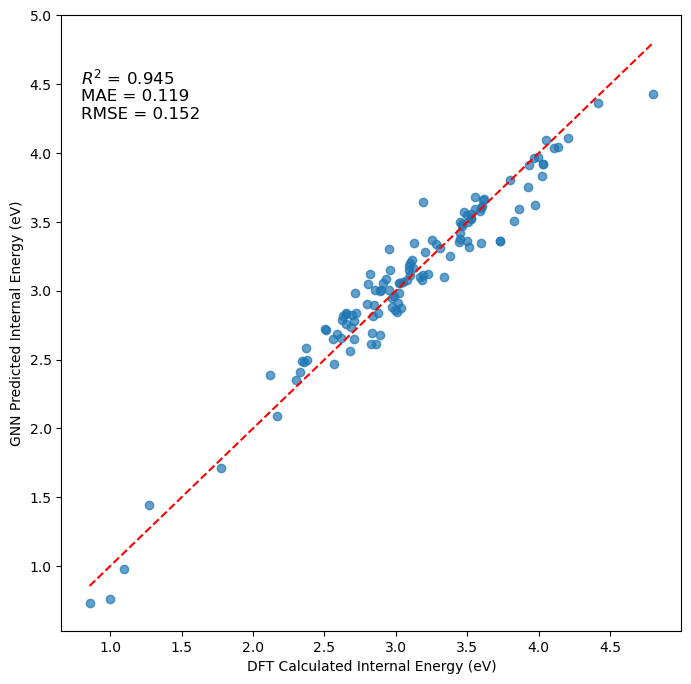 5.0
4.5
4.0
3.5
3.0
2.5
2.0
1.5
1.0
GNN Predicted Internal Energy (eV)
R² = 0.945
MAE = 0.119
RMSE = 0.152
1.0 1.5 2.0 2.5 3.0 3.5 4.0 4.5
DFT Calculated Internal Energy (eV)